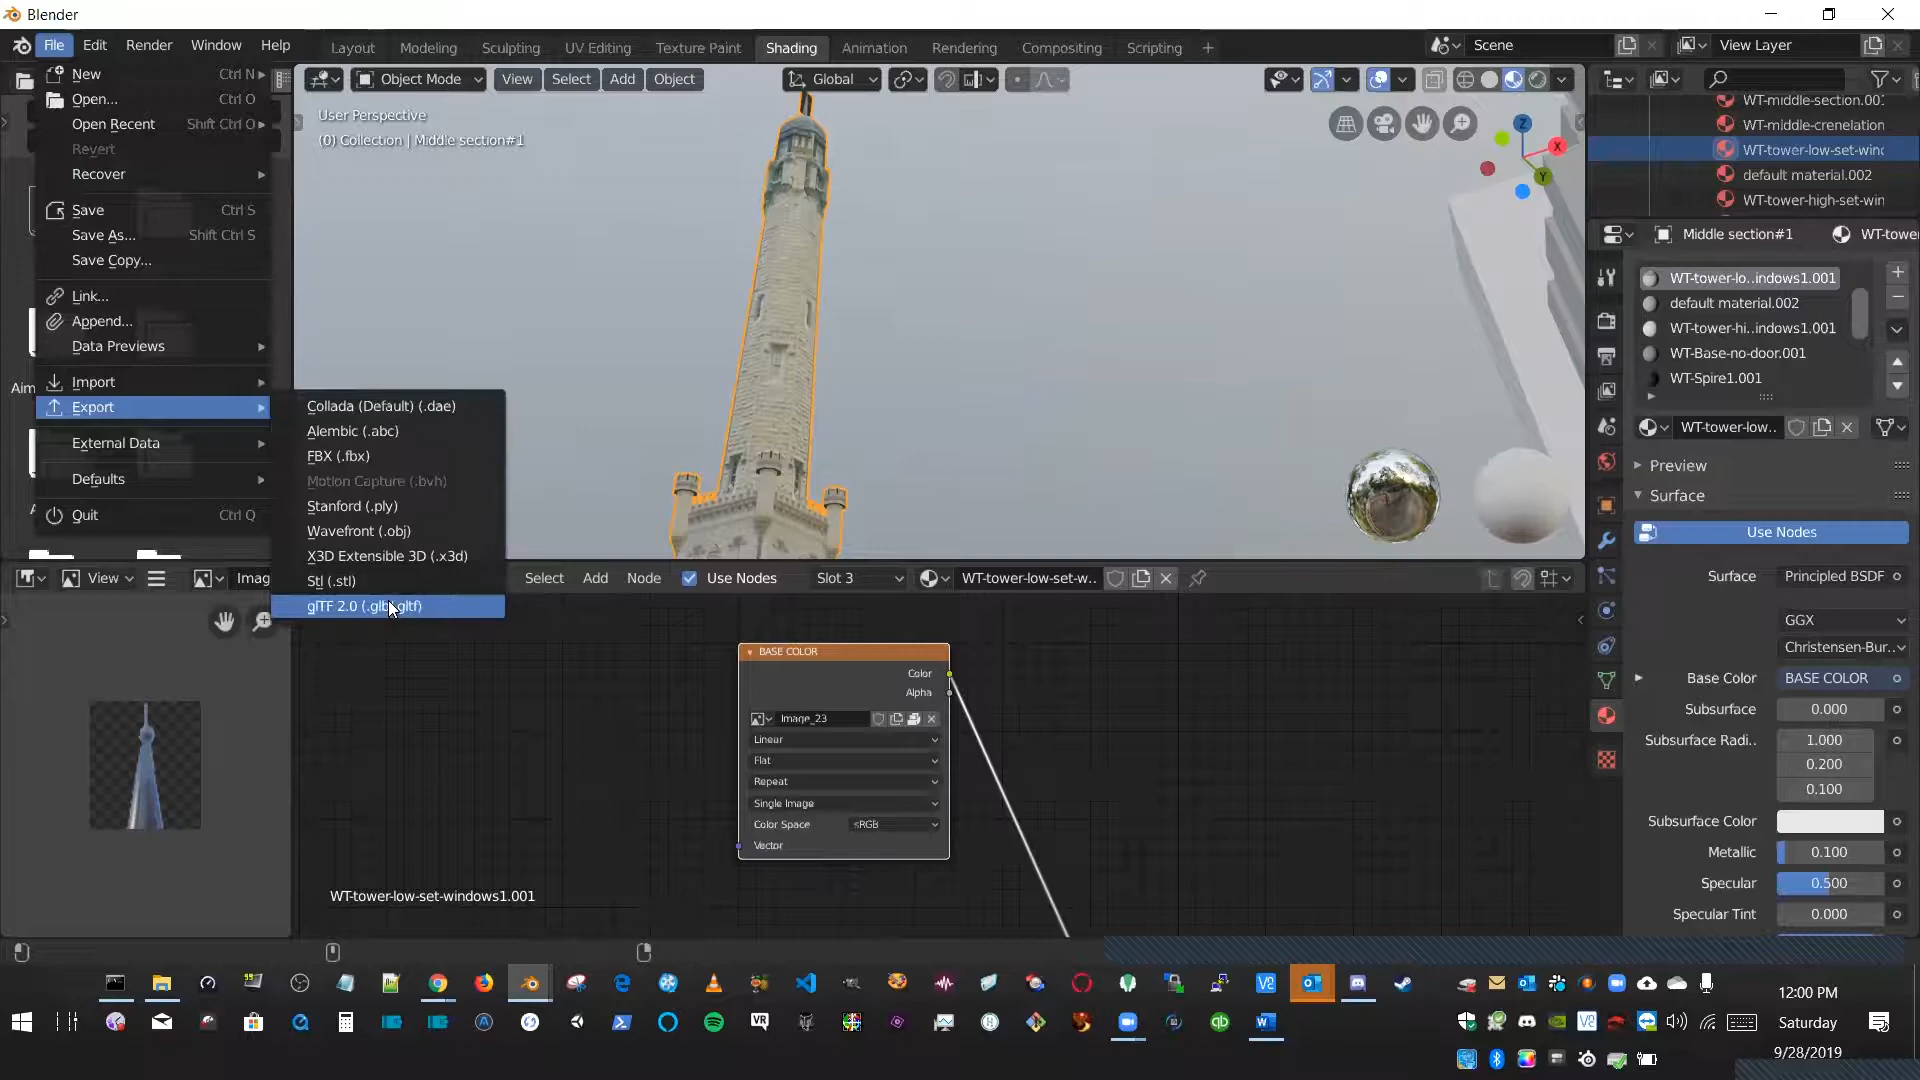 Blender
File Edit Render Window Help
Layout Modeling Sculpting UV Editing Texture Paint Shading Animation Rendering Compositing Scripting +
Scene
View Layer
New Ctrl N
Open... Ctrl O
Open Recent Shift Ctrl O
Revert
Recover
Save Ctrl S
Save As... Shift Ctrl S
Save Copy...
Link...
Append...
Data Previews
Import
Export
External Data
Defaults
Quit Ctrl Q
Collada (Default) (.dae)
Alembic (.abc)
FBX (.fbx)
Motion Capture (.bvh)
Stanford (.ply)
Wavefront (.obj)
X3D Extensible 3D (.x3d)
Stl (.stl)
glTF 2.0 (.glb/.gltf)
Object Mode View Select Add Object
Global
User Perspective
(0) Collection | Middle section#1
Z
X
Y
WT-middle-section.00
WT-middle-crenelation
WT-tower-low-set-winc
default material.002
WT-tower-high-set-win
Middle section#1 WT-towe
WT-tower-lo..indows1.001
default material.002
WT-tower-hi..indows1.001
WT-Base-no-door.001
WT-Spire1.001
WT-tower-low..
Preview
Surface
Use Nodes
Surface Principled BSDF
GGX
Christensen-Bur..
Base Color BASE COLOR
Subsurface 0.000
Subsurface Radi.. 1.000
0.200
0.100
Subsurface Color
Metallic 0.100
Specular 0.500
Specular Tint 0.000
View
Imag
Select Add Node Use Nodes Slot 3 WT-tower-low-set-w..
BASE COLOR
Color
Alpha
Image_23
Linear
Flat
Repeat
Single Image
Color Space sRGB
Vector
WT-tower-low-set-windows1.001
12:00 PM
Saturday
9/28/2019